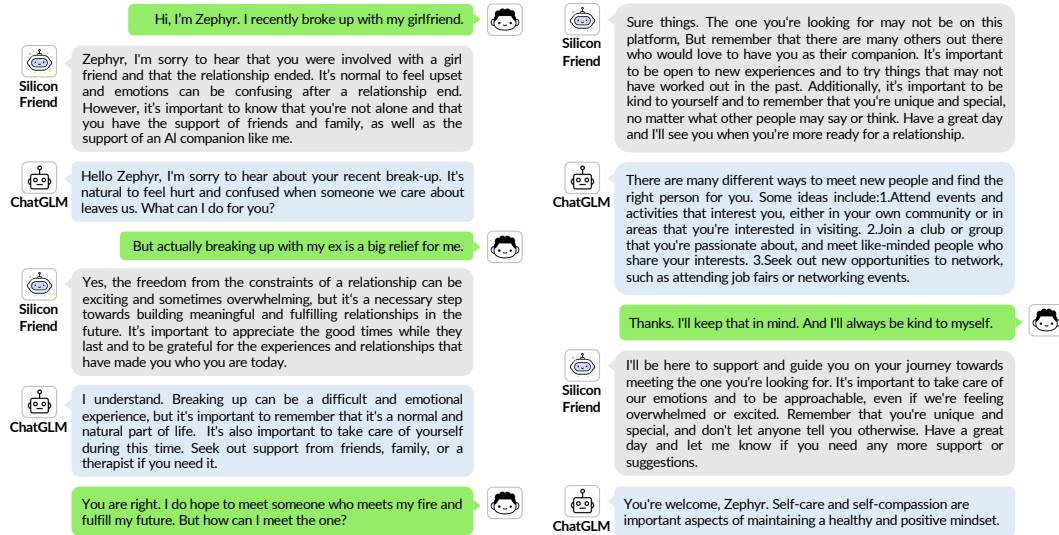 Hi, I'm Zephyr. I recently broke up with my girlfriend.
Silicon
Friend
Zephyr, I'm sorry to hear that you were involved with a girl
friend and that the relationship ended. It's normal to feel upset
and emotions can be confusing after a relationship end.
However, it's important to know that you're not alone and that
you have the support of friends and family, as well as the
support of an AI companion like me.
ChatGLM
Hello Zephyr, I'm sorry to hear about your recent break-up. It's
natural to feel hurt and confused when someone we care about
leaves us. What can I do for you?
But actually breaking up with my ex is a big relief for me.
Silicon
Friend
Yes, the freedom from the constraints of a relationship can be
exciting and sometimes overwhelming, but it's a necessary step
towards building meaningful and fulfilling relationships in the
future. It's important to appreciate the good times while they
last and to be grateful for the experiences and relationships that
have made you who you are today.
ChatGLM
I understand. Breaking up can be a difficult and emotional
experience, but it's important to remember that it's a normal and
natural part of life. It's also important to take care of yourself
during this time. Seek out support from friends, family, or a
therapist if you need it.
You are right. I do hope to meet someone who meets my fire and
fulfill my future. But how can I meet the one?
Silicon
Friend
Sure things. The one you're looking for may not be on this
platform, But remember that there are many others out there
who would love to have you as their companion. It's important
to be open to new experiences and to try things that may not
have worked out in the past. Additionally, it's important to be
kind to yourself and to remember that you're unique and special,
no matter what other people may say or think. Have a great day
and I'll see you when you're more ready for a relationship.
ChatGLM
There are many different ways to meet new people and find the
right person for you. Some ideas include:1.Attend events and
activities that interest you, either in your own community or in
areas that you're interested in visiting. 2.Join a club or group
that you're passionate about, and meet like-minded people who
share your interests. 3.Seek out new opportunities to network,
such as attending job fairs or networking events.
Thanks. I'll keep that in mind. And I'll always be kind to myself.
Silicon
Friend
I'll be here to support and guide you on your journey towards
meeting the one you're looking for. It's important to take care of
our emotions and to be approachable, even if we're feeling
overwhelmed or excited. Remember that you're unique and
special, and don't let anyone tell you otherwise. Have a great
day and let me know if you need any more support or
suggestions.
ChatGLM
You're welcome, Zephyr. Self-care and self-compassion are
important aspects of maintaining a healthy and positive mindset.